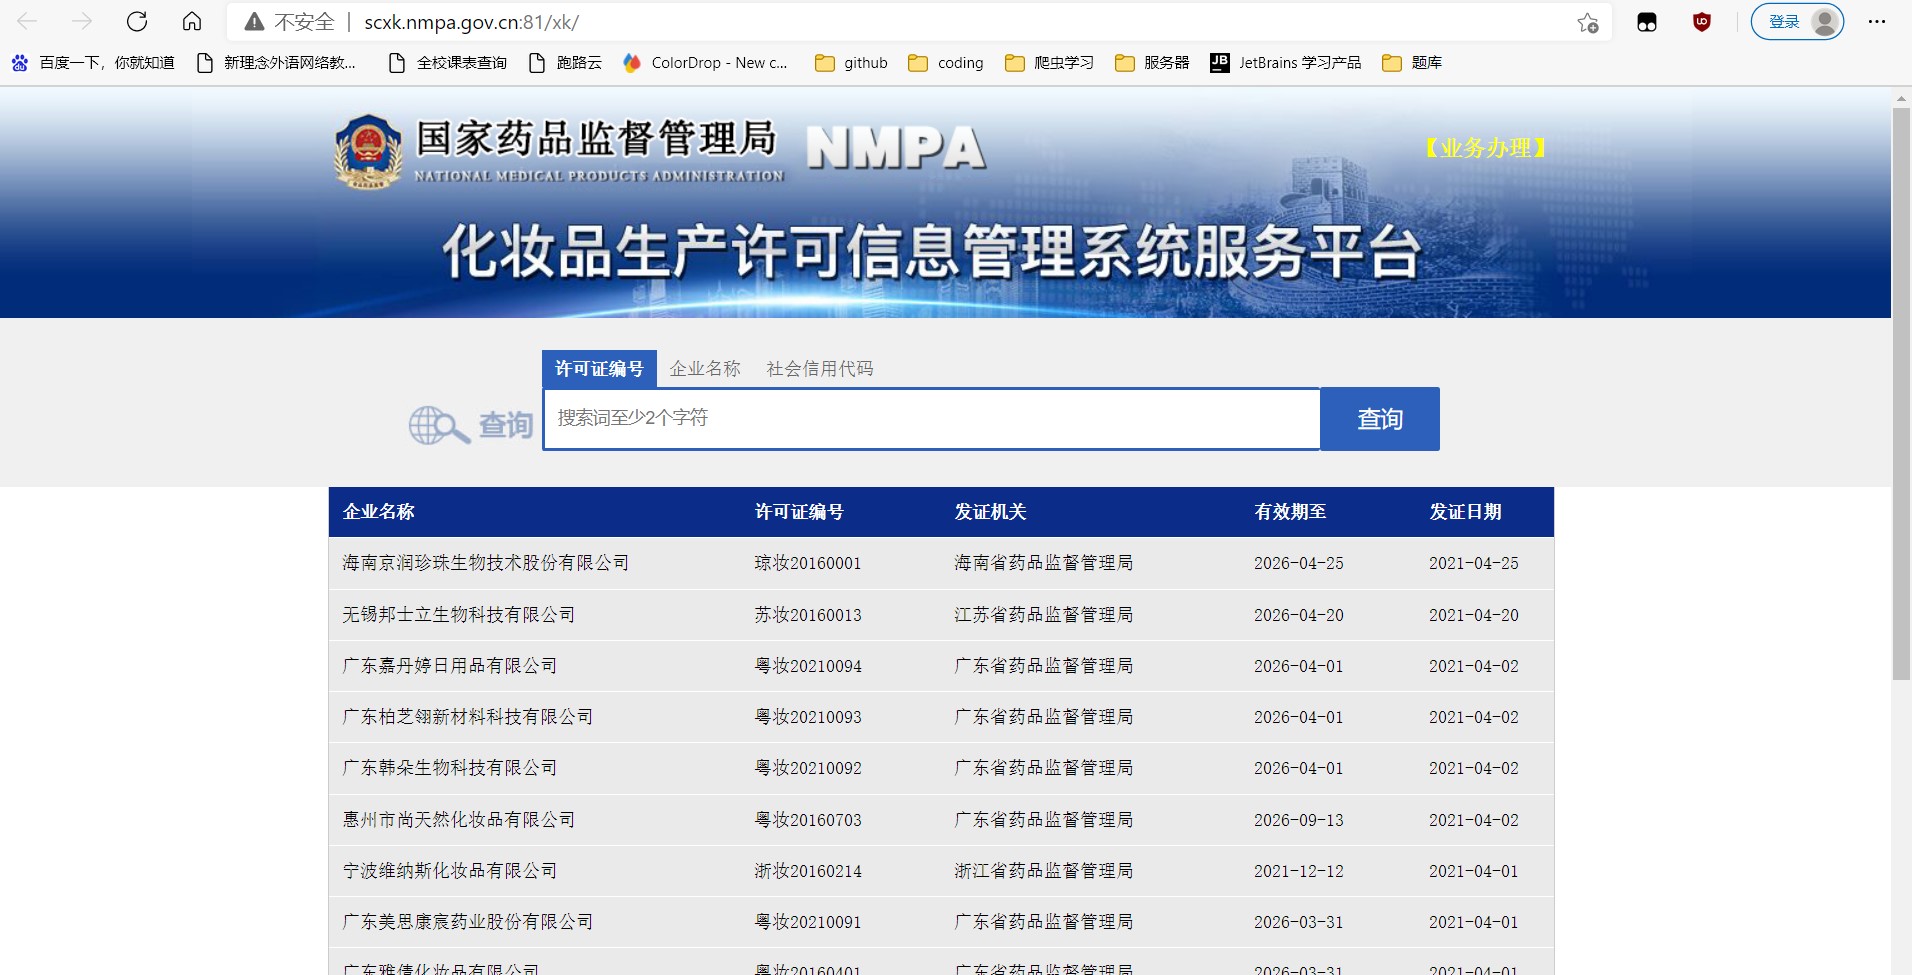 不安全 | scxk.nmpa.gov.cn:81/xk/
登录
百度一下，你就知道 新理念外语网络教... 全校课表查询 跑路云 ColorDrop - New c... github coding 爬虫学习 服务器 JetBrains 学习产品 题库
国家药品监督管理局 NMPA
NATIONAL MEDICAL PRODUCTS ADMINISTRATION
【业务办理】
化妆品生产许可信息管理系统服务平台
许可证编号 企业名称 社会信用代码
查询 搜索词至少2个字符 查询
企业名称 许可证编号 发证机关 有效期至 发证日期
海南京润珍珠生物技术股份有限公司 琼妆20160001 海南省药品监督管理局 2026-04-25 2021-04-25
无锡邦士立生物科技有限公司 苏妆20160013 江苏省药品监督管理局 2026-04-20 2021-04-20
广东嘉丹婷日用品有限公司 粤妆20210094 广东省药品监督管理局 2026-04-01 2021-04-02
广东柏芝翎新材料科技有限公司 粤妆20210093 广东省药品监督管理局 2026-04-01 2021-04-02
广东韩朵生物科技有限公司 粤妆20210092 广东省药品监督管理局 2026-04-01 2021-04-02
惠州市尚天然化妆品有限公司 粤妆20160703 广东省药品监督管理局 2026-09-13 2021-04-02
宁波维纳斯化妆品有限公司 浙妆20160214 浙江省药品监督管理局 2021-12-12 2021-04-01
广东美思康宸药业股份有限公司 粤妆20210091 广东省药品监督管理局 2026-03-31 2021-04-01
广东雅倩化妆品有限公司 粤妆20160401 广东省药品监督管理局 2026-03-31 2021-04-01